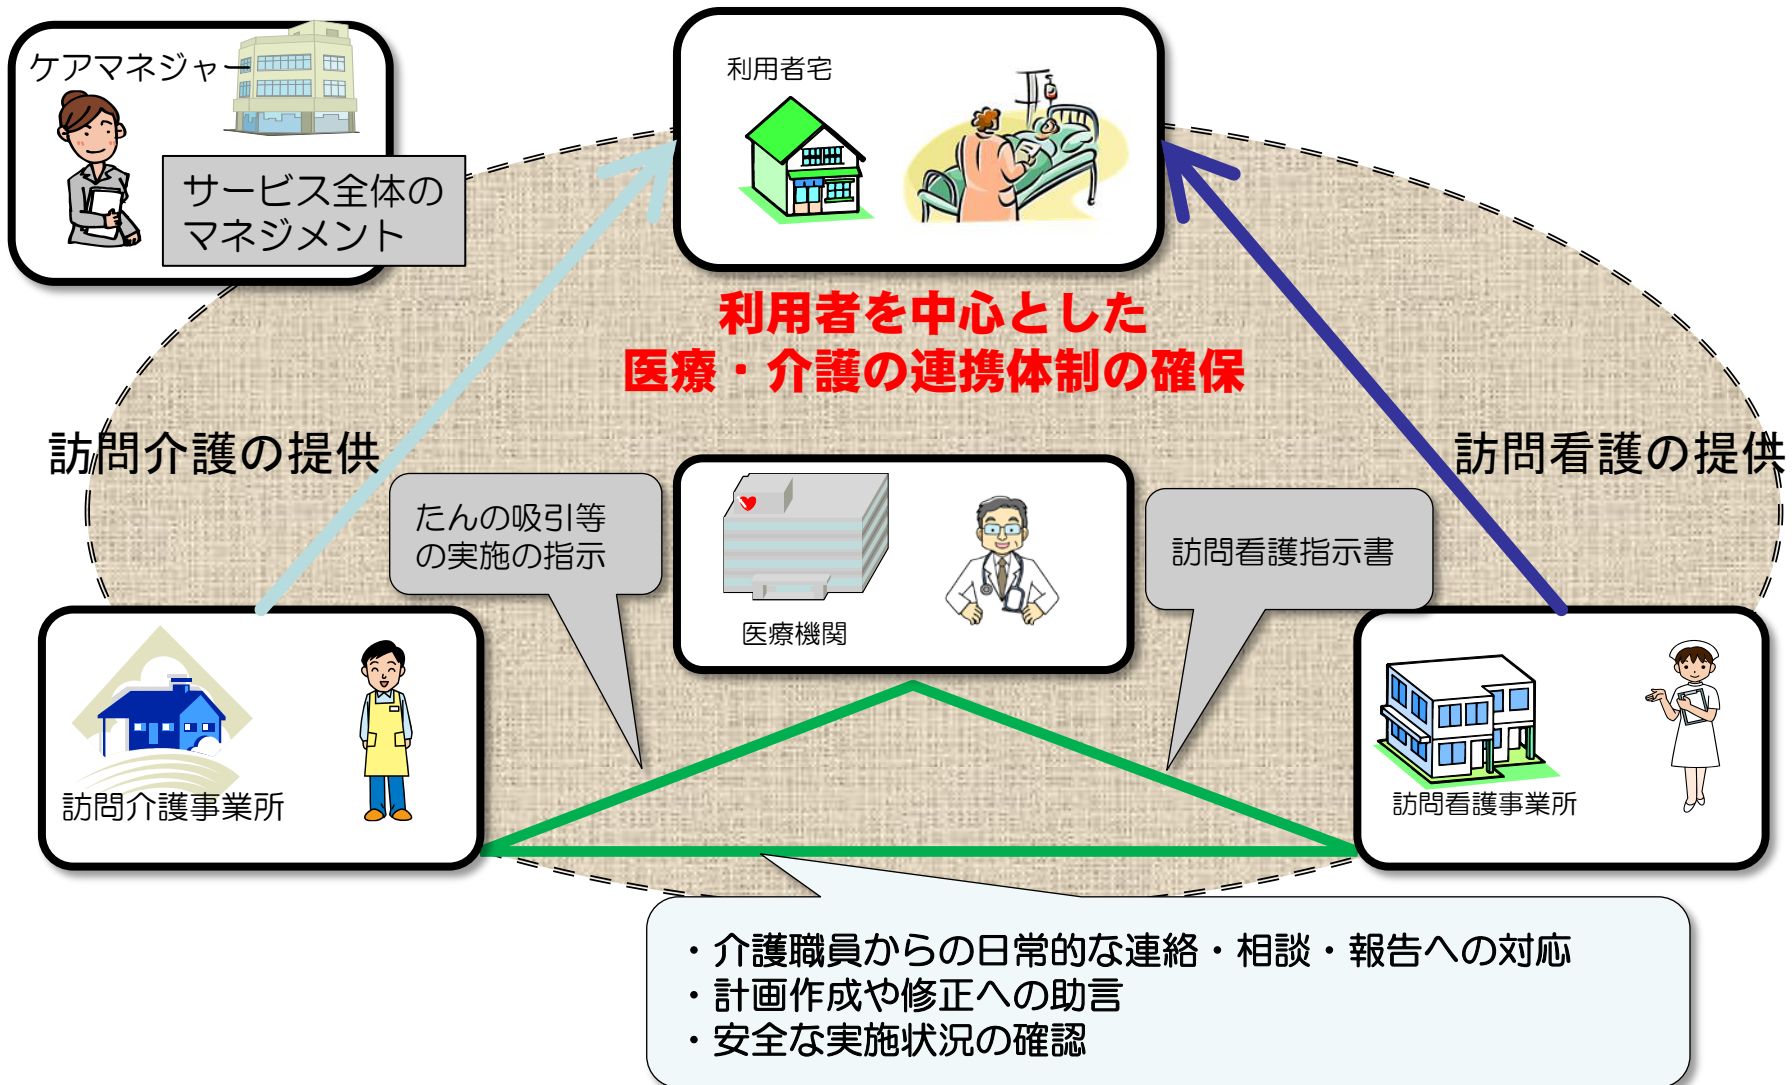 ケアマネジャー
サービス全体の
マネジメント
利用者宅
利用者を中心とした
医療・介護の連携体制の確保
訪問介護の提供
訪問看護の提供
たんの吸引等
の実施の指示
医療機関
訪問看護指示書
訪問介護事業所
訪問看護事業所
・介護職員からの日常的な連絡・相談・報告への対応
・計画作成や修正への助言
・安全な実施状況の確認